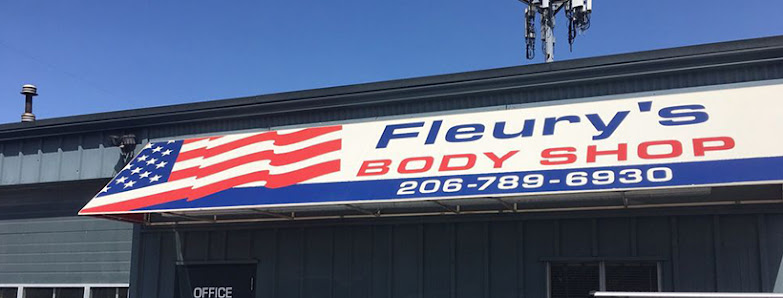 Fleury's
BODY SHOP
206-789-6930
OFFICE